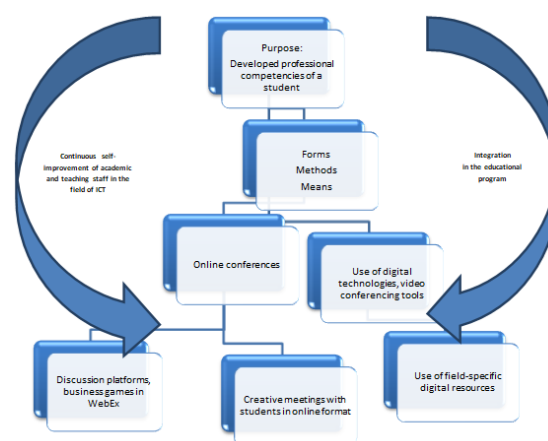 Purpose:
Developed professional
competencies of a
student
Continuous self-
improvement of academic
and teaching staff in the
field of ICT
Forms
Methods
Means
Integration
in the educational
program
Online conferences
Use of digital
technologies, video
conferencing tools
Discussion platforms,
business games in
WebEx
Creative meetings with
students in online format
Use of field-specific
digital resources